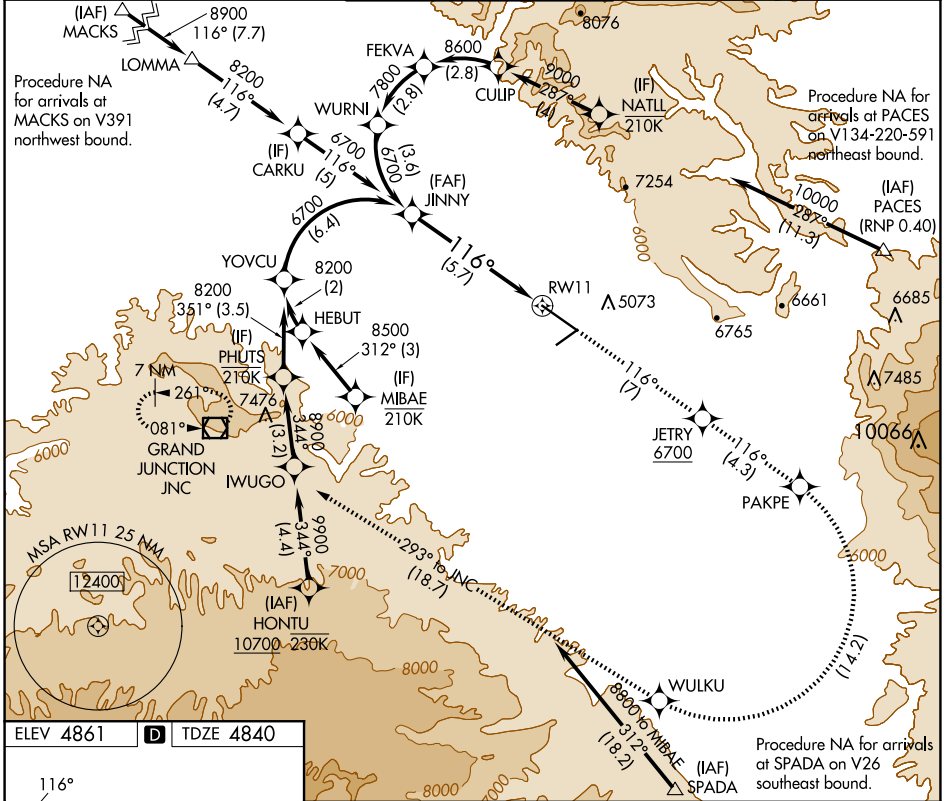 (IAF)
MACKS
8900
116° (7.7)
LOMMA
8200
116°
(4.7)
Procedure NA
for arrivals at
MACKS on V391
northwest bound.
(IF)
CARKU
6700
116°
(5)
FEKVA
8600
(2.8)
CULIP
7800
(2.8)
WURNI
(3.6)
6700
9000
287°
(4)
(IF)
NATLL
210K
8076
Procedure NA for
arrivals at PACES
on V134-220-591
northeast bound.
7254
6000
10000
287°
(11.3)
(IAF)
PACES
(RNP 0.40)
(FAF)
JINNY
6700
(6.4)
116°
(5.7)
YOVCU
8200
(2)
8200
351° (3.5)
HEBUT
RW11
5073
6661
6765
6685
7485
10066
(IF)
PHUTS
210K
8500
312° (3)
(IF)
MIBAE
210K
7 NM
261°
081°
7476
GRAND
JUNCTION
JNC
8900
344°
(3.2)
6000
6000
IWUGO
116°
(7)
JETRY
6700
116°
(4.3)
PAKPE
6000
9900
344°
(4.4)
293° to JNC
(18.7)
MSA RW11 25 NM
12400
(IAF)
HONTU
10700 230K
7000
8000
8000
(14.2)
WULKU
8800 to MIBAE
312°
(18.2)
(IAF)
SPADA
Procedure NA for arrivals
at SPADA on V26
southeast bound.
ELEV 4861 D TDZE 4840
116°